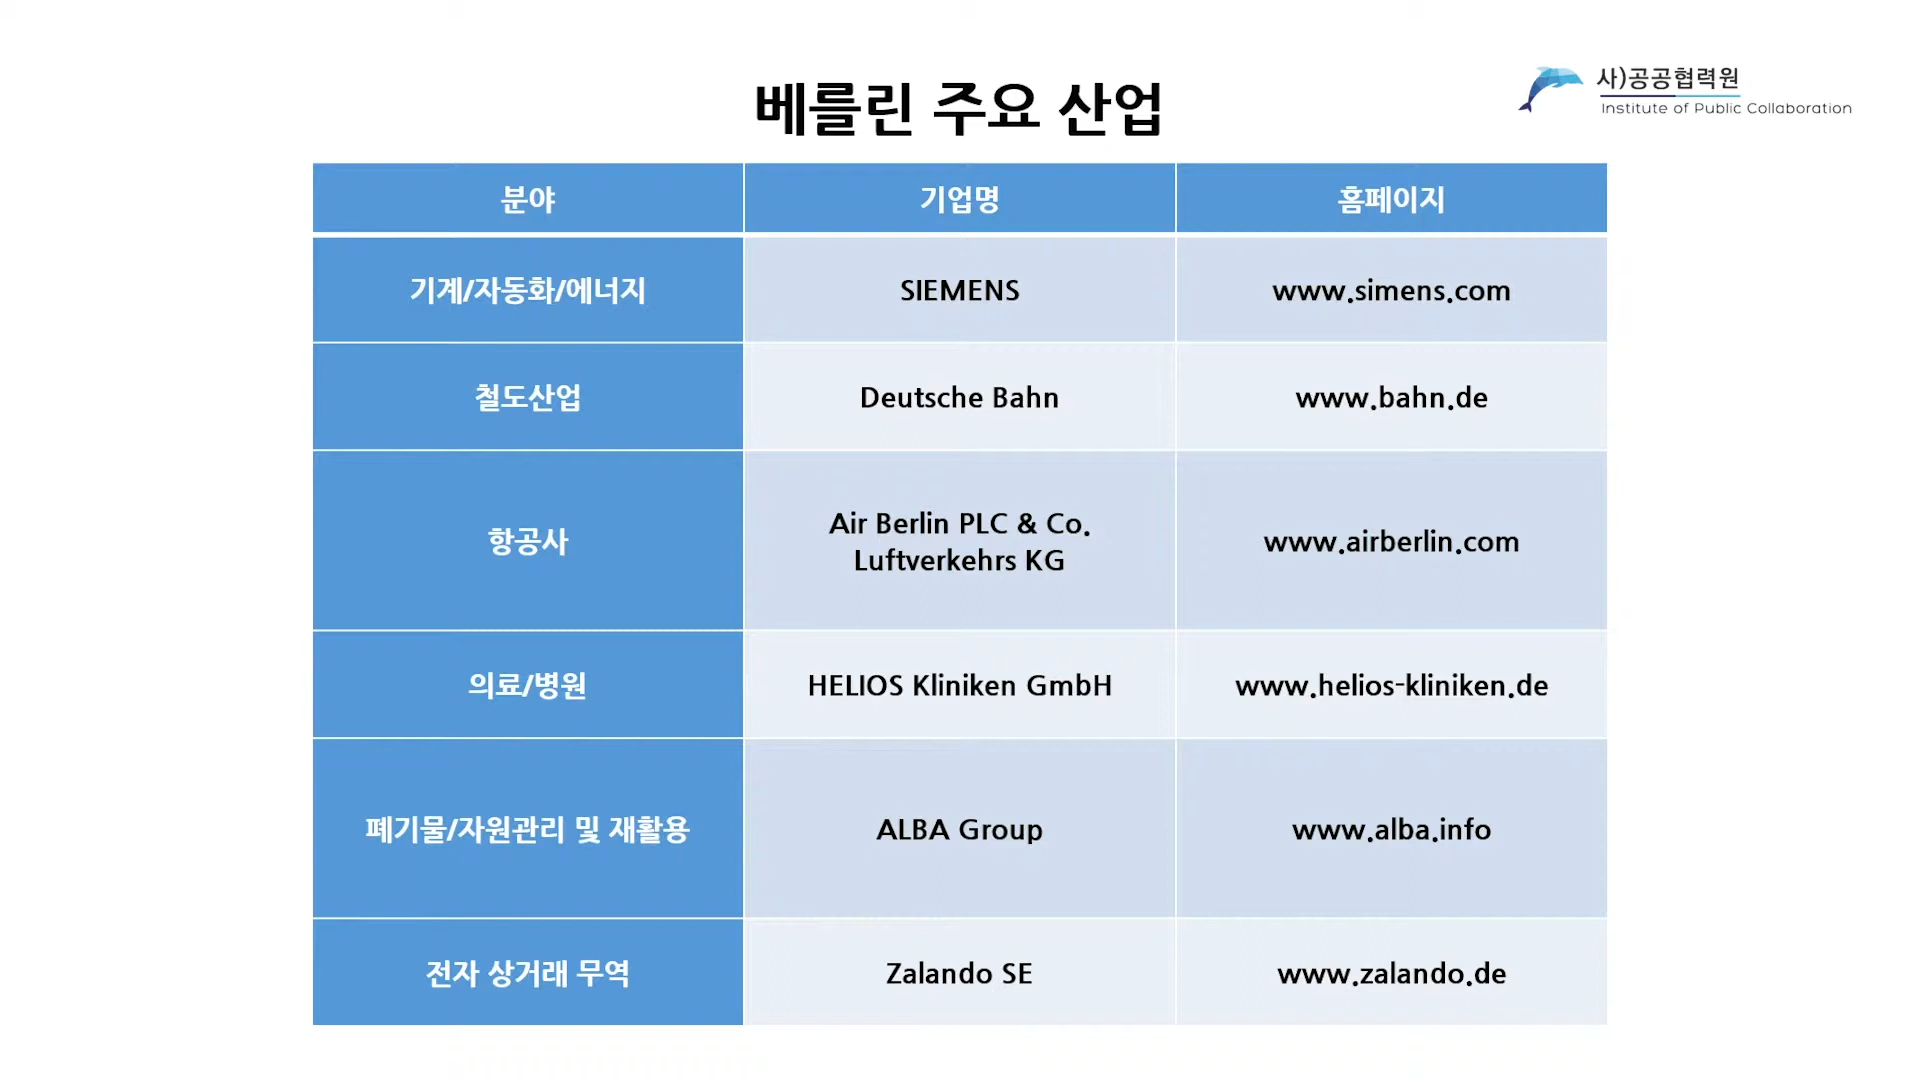 베를린 주요 산업
사)공공협력원
Institute of Public Collaboration
분야 기업명 홈페이지
기계/자동화/에너지 SIEMENS www.simens.com
철도산업 Deutsche Bahn www.bahn.de
항공사 Air Berlin PLC & Co. Luftverkehrs KG www.airberlin.com
의료/병원 HELIOS Kliniken GmbH www.helios-kliniken.de
폐기물/자원관리 및 재활용 ALBA Group www.alba.info
전자 상거래 무역 Zalando SE www.zalando.de